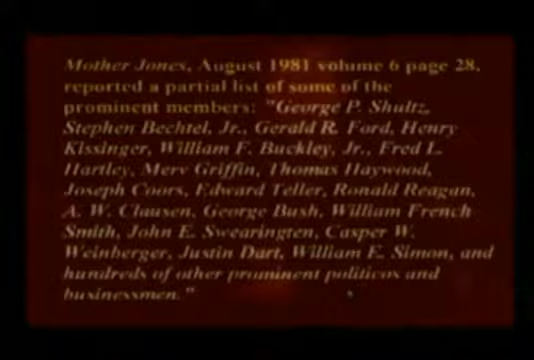 Mother Jones, August 1981 volume 6 page 28,
reported a partial list of some of the
prominent members: "George P. Shultz,
Stephen Bechtel, Jr., Gerald R. Ford, Henry
Kissinger, William F. Buckley, Jr., Fred L.
Hartley, Merv Griffin, Thomas Haywood,
Joseph Coors, Edward Teller, Ronald Reagan,
A. W. Clausen, George Bush, William French
Smith, John E. Swearingten, Casper W.
Weinberger, Justin Dart, William E. Simon, and
hundreds of other prominent politicos and
businessmen."